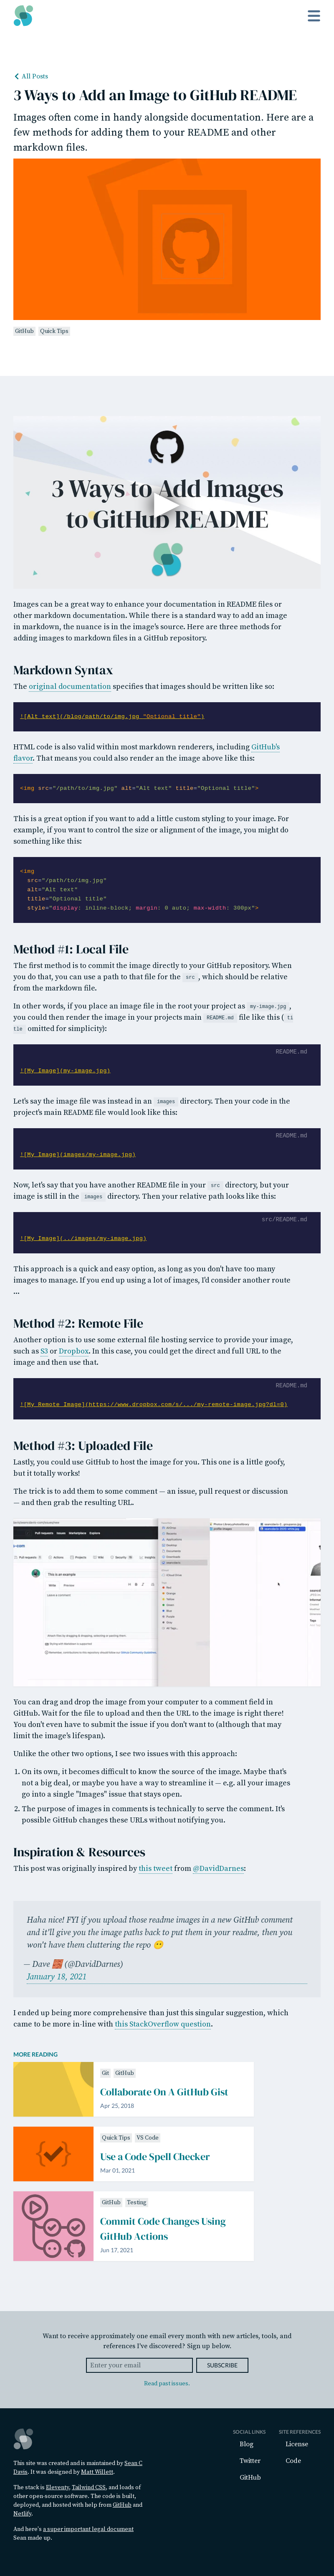 All Posts
3 Ways to Add an Image to GitHub README
Images often come in handy alongside documentation. Here are a
few methods for adding them to your README and other
markdown files.
GitHub Quick Tips
3 Ways to Add Images
to GitHub README
Images can be a great way to enhance your documentation in README files or
other markdown documentation. While there is a standard way to add an image
in markdown, the nuance is in the image's source. Here are three methods for
adding images to markdown files in a GitHub repository.
Markdown Syntax
The original documentation specifies that images should be written like so:
![Alt text](/blog/path/to/img.jpg "Optional title")
HTML code is also valid within most markdown renderers, including GitHub's
flavor. That means you could also render an the image above like this:
<img src="/path/to/img.jpg" alt="Alt text" title="Optional title">
This is a great option if you want to add a little custom styling to your image. For
example, if you want to control the size or alignment of the image, you might do
something like this:
<img
src="/path/to/img.jpg"
alt="Alt text"
title="Optional title"
style="display: inline-block; margin: 0 auto; max-width: 300px">
Method #1: Local File
The first method is to commit the image directly to your GitHub repository. When
you do that, you can use a path to that file for the src , which should be relative
from the markdown file.
In other words, if you place an image file in the root your project as my-image.jpg ,
you could render the image in your projects main README.md file like this ( ti
tle omitted for simplicity):
README.md
![My Image](my-image.jpg)
Let's say the image file was instead in an images directory. Then your code in the
project's main README file would look like this:
README.md
![My Image](images/my-image.jpg)
Now, let's say that you have another README file in your src directory, but your
image is still in the images directory. Then your relative path looks like this:
src/README.md
![My Image](../images/my-image.jpg)
This approach is a quick and easy option, as long as you don't have too many
images to manage. If you end up using a lot of images, I'd consider another route
...
Method #2: Remote File
Another option is to use some external file hosting service to provide your image,
such as S3 or Dropbox. In this case, you could get the direct and full URL to the
image and then use that.
README.md
![My Remote Image](https://www.dropbox.com/s/.../my-remote-image.jpg?dl=0)
Method #3: Uploaded File
Lastly, you could use GitHub to host the image for you. This one is a little goofy,
but it totally works!
The trick is to add them to some comment — an issue, pull request or discussion
— and then grab the resulting URL.
This is an example
You can drag and drop the image from your computer to a comment field in
GitHub. Wait for the file to upload and then the URL to the image is right there!
You don't even have to submit the issue if you don't want to (although that may
limit the image's lifespan).
Unlike the other two options, I see two issues with this approach:
1. On its own, it becomes difficult to know the source of the image. Maybe that's
not a big deal, or maybe you have a way to streamline it — e.g. all your images
go into a single "Images" issue that stays open.
2. The purpose of images in comments is technically to serve the comment. It's
possible GitHub changes these URLs without notifying you.
Inspiration & Resources
This post was originally inspired by this tweet from @DavidDarnes:
Haha nice! FYI if you upload those readme images in a new GitHub comment
and it'll give you the image paths back to put them in your readme, then you
won't have them cluttering the repo 😬
— Dave 🧱 (@DavidDarnes)
January 18, 2021
I ended up being more comprehensive than just this singular suggestion, which
came to be more in-line with this StackOverflow question.
MORE READING
Git GitHub
Collaborate On A GitHub Gist
Apr 25, 2018
Quick Tips VS Code
Use a Code Spell Checker
Mar 01, 2021
GitHub Testing
Commit Code Changes Using
GitHub Actions
Jun 17, 2021
Want to receive approximately one email every month with new articles, tools, and
references I've discovered? Sign up below.
Enter your email
SUBSCRIBE
Read past issues.
This site was created and is maintained by Sean C
Davis. It was designed by Matt Willett.
The stack is Eleventy, Tailwind CSS, and loads of
other open-source software. The code is built,
deployed, and hosted with help from GitHub and
Netlify.
And here's a super important legal document
Sean made up.
SOCIAL LINKS
Blog
Twitter
GitHub
SITE REFERENCES
License
Code